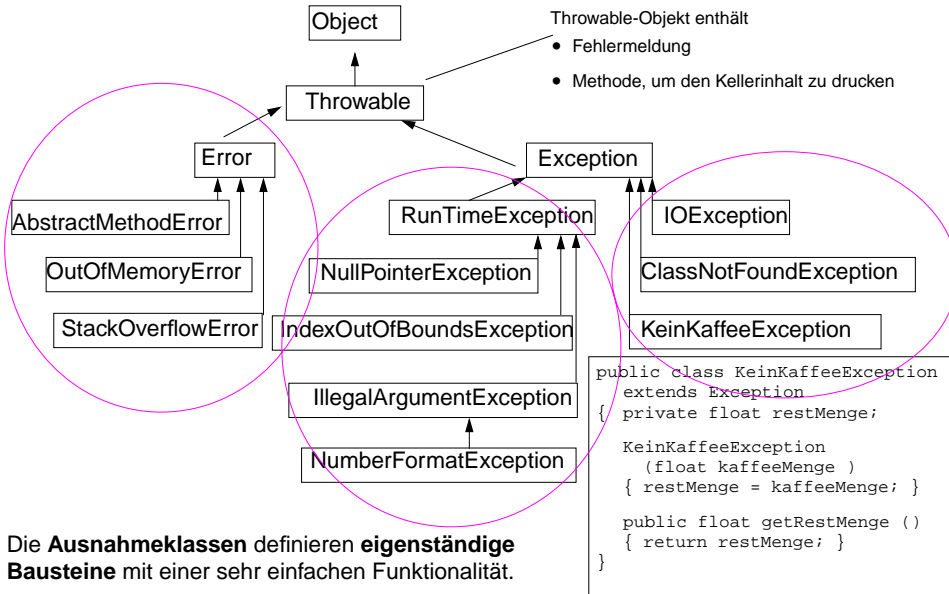 Object
Throwable-Objekt enthält
• Fehlermeldung
• Methode, um den Kellerinhalt zu drucken
Throwable
Error
Exception
AbstractMethodError
RunTimeException
IOException
OutOfMemoryError
NullPointerException
ClassNotFoundException
StackOverflowError
IndexOutOfBoundsException
KeinKaffeeException
IllegalArgumentException
NumberFormatException
public class KeinKaffeeException
extends Exception
{ private float restMenge;
KeinKaffeeException
(float kaffeeMenge )
{ restMenge = kaffeeMenge; }
public float getRestMenge ()
{ return restMenge; }
}
Die Ausnahmeklassen definieren eigenständige
Bausteine mit einer sehr einfachen Funktionalität.